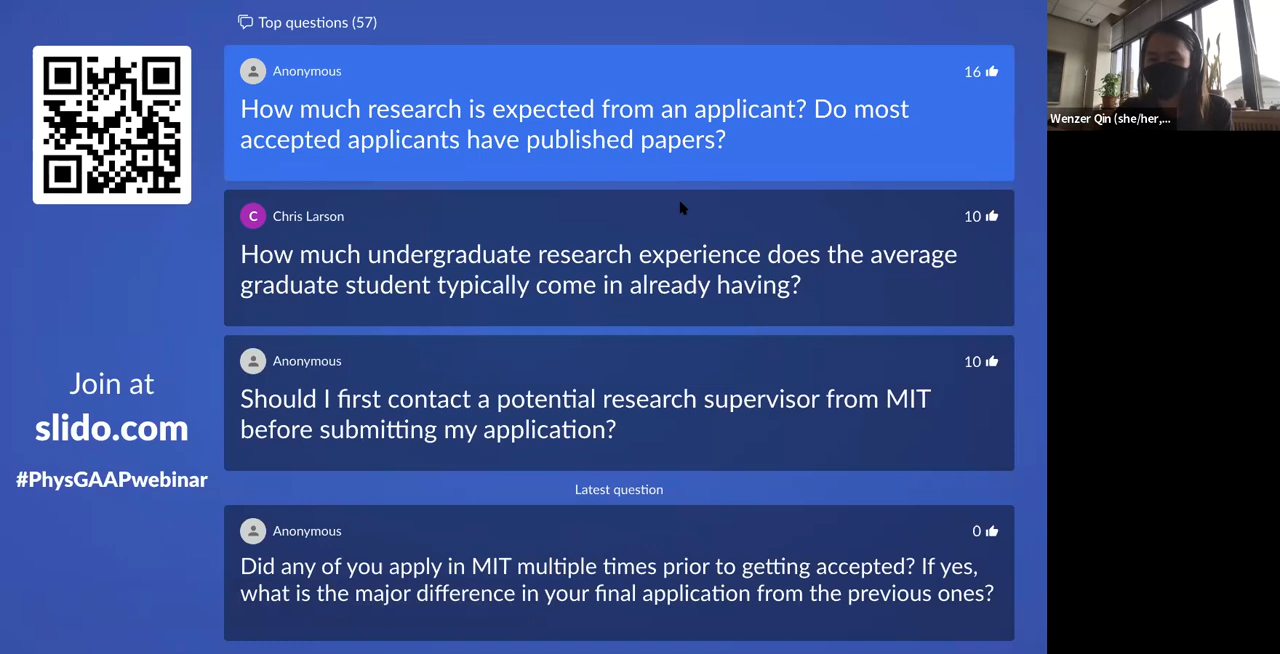 Top questions (57)
Anonymous
16
How much research is expected from an applicant? Do most
accepted applicants have published papers?
C
Chris Larson
10
How much undergraduate research experience does the average
graduate student typically come in already having?
Anonymous
10
Should I first contact a potential research supervisor from MIT
before submitting my application?
Latest question
Anonymous
0
Did any of you apply in MIT multiple times prior to getting accepted? If yes,
what is the major difference in your final application from the previous ones?
Join at
slido.com
#PhysGAAPwebinar
Wenzer Qin (she/her,...